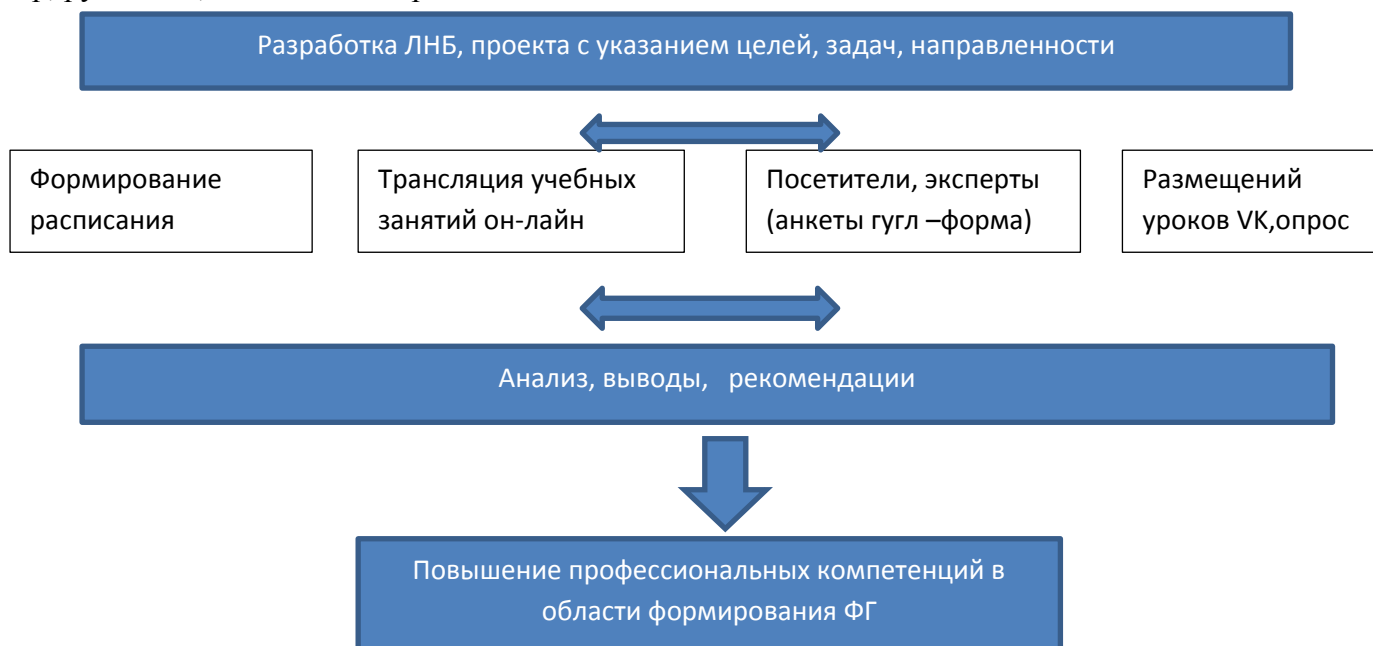 Разработка ЛНБ, проекта с указанием целей, задач, направленности
Формирование
расписания
Трансляция учебных
занятий он-лайн
Посетители, эксперты
(анкеты гугл –форма)
Размещений
уроков VK,опрос
Анализ, выводы, рекомендации
Повышение профессиональных компетенций в
области формирования ФГ